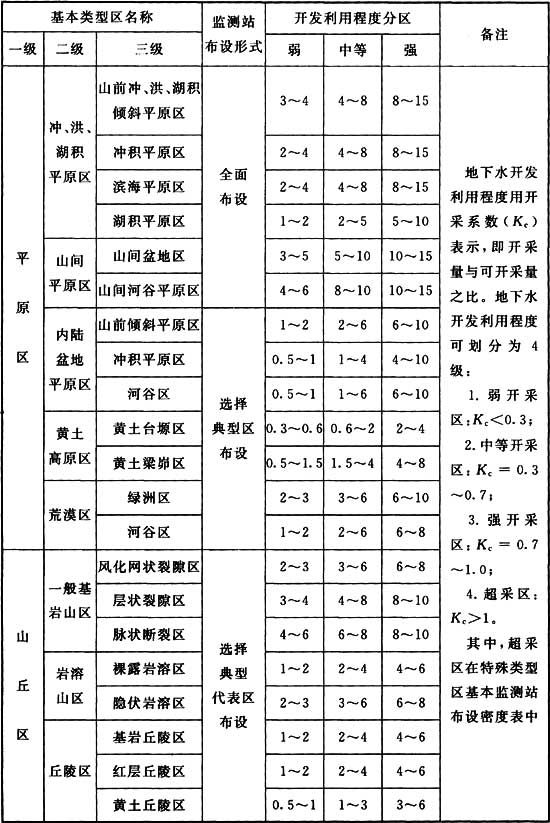 基本类型区名称 监测站布设形式 开发利用程度分区 备注
一级 二级 三级 弱 中等 强
平原区
冲、洪、湖积平原区
山前冲、洪、湖积倾斜平原区 3～4 4～8 8～15
冲积平原区 2～4 4～8 8～15
滨海平原区 2～4 4～8 8～15
湖积平原区 1～2 2～5 5～10
山间平原区
山间盆地区 3～5 5～10 10～15
山间河谷平原区 4～6 8～10 10～15
全面布设
内陆盆地平原区
山前倾斜平原区 1～2 2～6 6～10
冲积平原区 0.5～1 1～4 4～10
河谷区 0.5～1 1～6 6～10
黄土高原区
黄土台塬区 0.3～0.6 0.6～2 2～4
黄土梁峁区 0.5～1.5 1.5～4 4～8
荒漠区
绿洲区 2～3 3～6 6～10
河谷区 1～2 2～6 6～8
选择典型区布设
山丘区
一般基岩山区
风化网状裂隙区 2～3 3～6 6～8
层状裂隙区 3～4 4～8 8～10
脉状断裂区 4～6 6～8 8～10
岩溶山区
裸露岩溶区 1～2 2～4 4～6
隐伏岩溶区 2～3 3～6 6～8
丘陵区
基岩丘陵区 1～2 2～4 4～6
红层丘陵区 1～2 2～4 4～6
黄土丘陵区 0.5～1 1～3 3～6
选择典型代表区布设
地下水开发
利用程度用开
采系数(Kc)
表示,即开采
量与可开采量
之比。地下水
开发利用程度
可划分为4
级:
1. 弱开采
区:Kc<0.3;
2.中等开采
区:Kc=0.3
～0.7;
3. 强开采
区:Kc=0.7
～1.0;
4.超采区:
Kc>1。
其中,超采
区在特殊类型
区基本监测站
布设密度表中